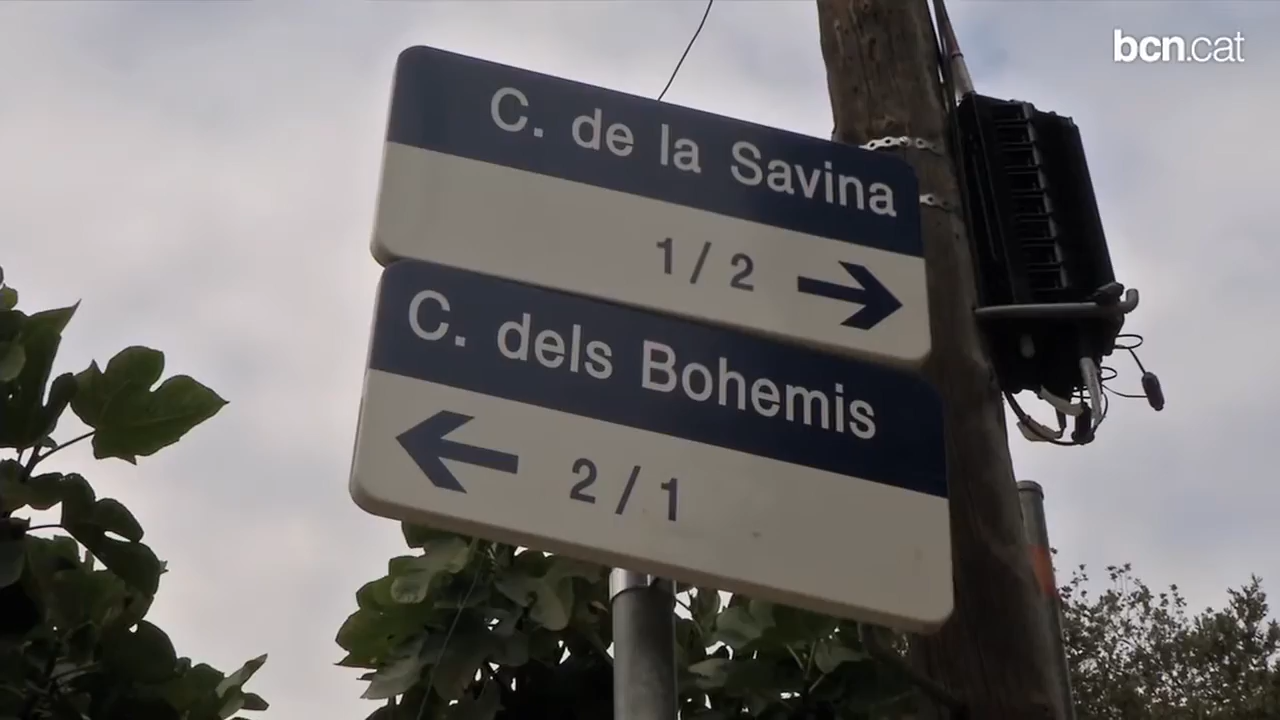 bcn.cat
C. de la Savina
1 / 2
C. dels Bohemis
2 / 1